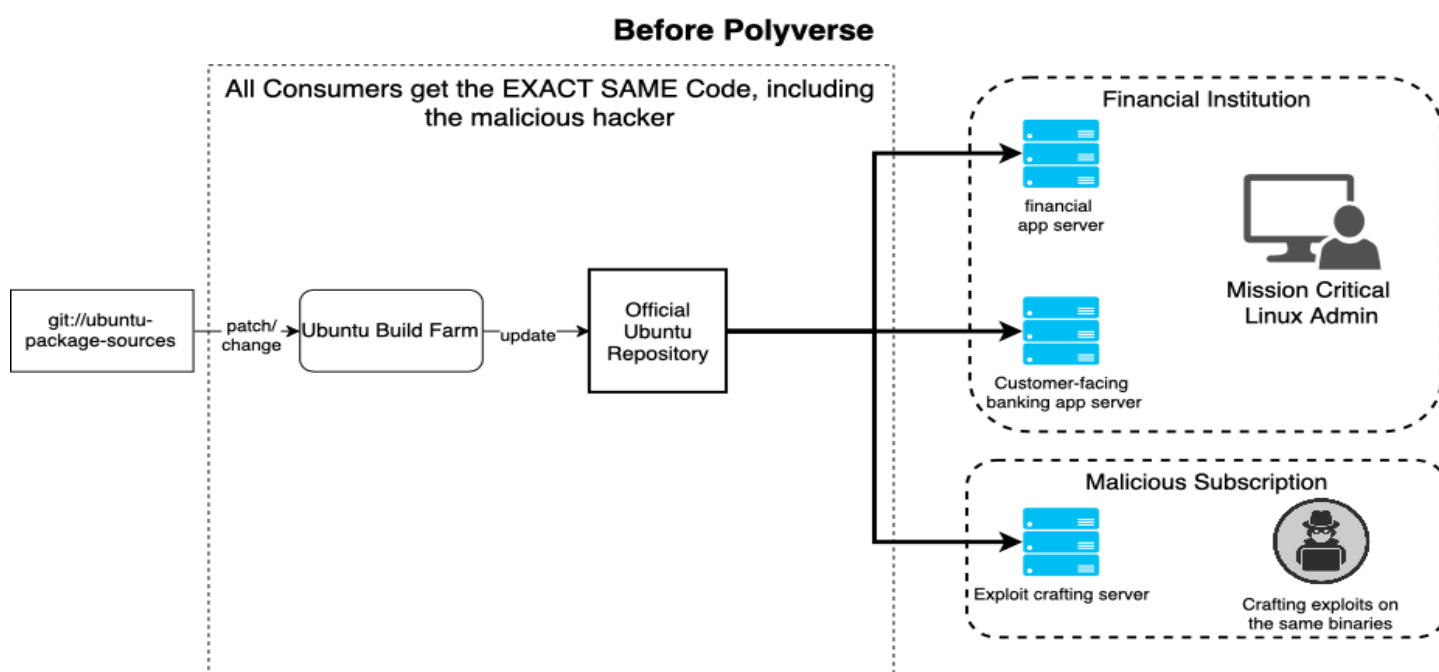 Before Polyverse
All Consumers get the EXACT SAME Code, including
the malicious hacker
git://ubuntu-
package-sources
patch/
change
Ubuntu Build Farm
update
Official
Ubuntu
Repository
Financial Institution
financial
app server
Mission Critical
Linux Admin
Customer-facing
banking app server
Malicious Subscription
Exploit crafting server
Crafting exploits on
the same binaries